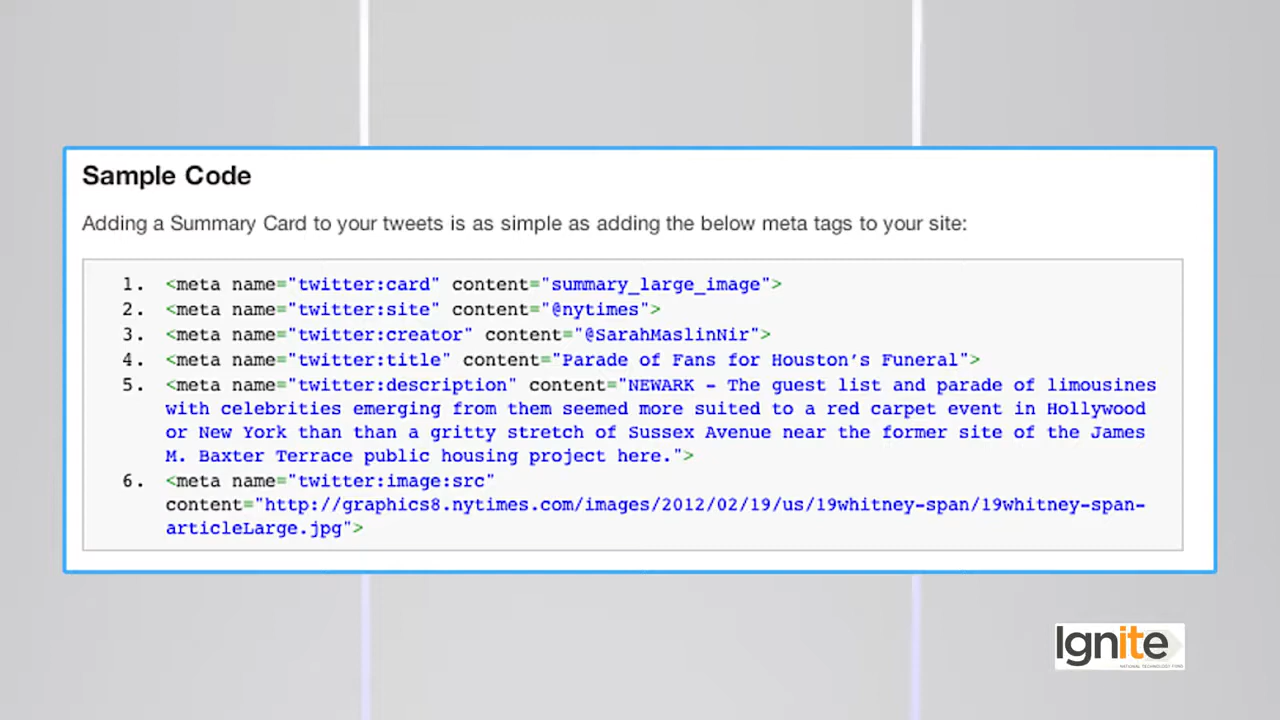 Sample Code
Adding a Summary Card to your tweets is as simple as adding the below meta tags to your site:
1. <meta name="twitter:card" content="summary_large_image">
2. <meta name="twitter:site" content="@nytimes">
3. <meta name="twitter:creator" content="@SarahMaslinNir">
4. <meta name="twitter:title" content="Parade of Fans for Houston’s Funeral">
5. <meta name="twitter:description" content="NEWARK - The guest list and parade of limousines
with celebrities emerging from them seemed more suited to a red carpet event in Hollywood
or New York than than a gritty stretch of Sussex Avenue near the former site of the James
M. Baxter Terrace public housing project here.">
6. <meta name="twitter:image:src"
content="http://graphics8.nytimes.com/images/2012/02/19/us/19whitney-span/19whitney-span-
articleLarge.jpg">
Ignite
NATIONAL TECHNOLOGY FUND